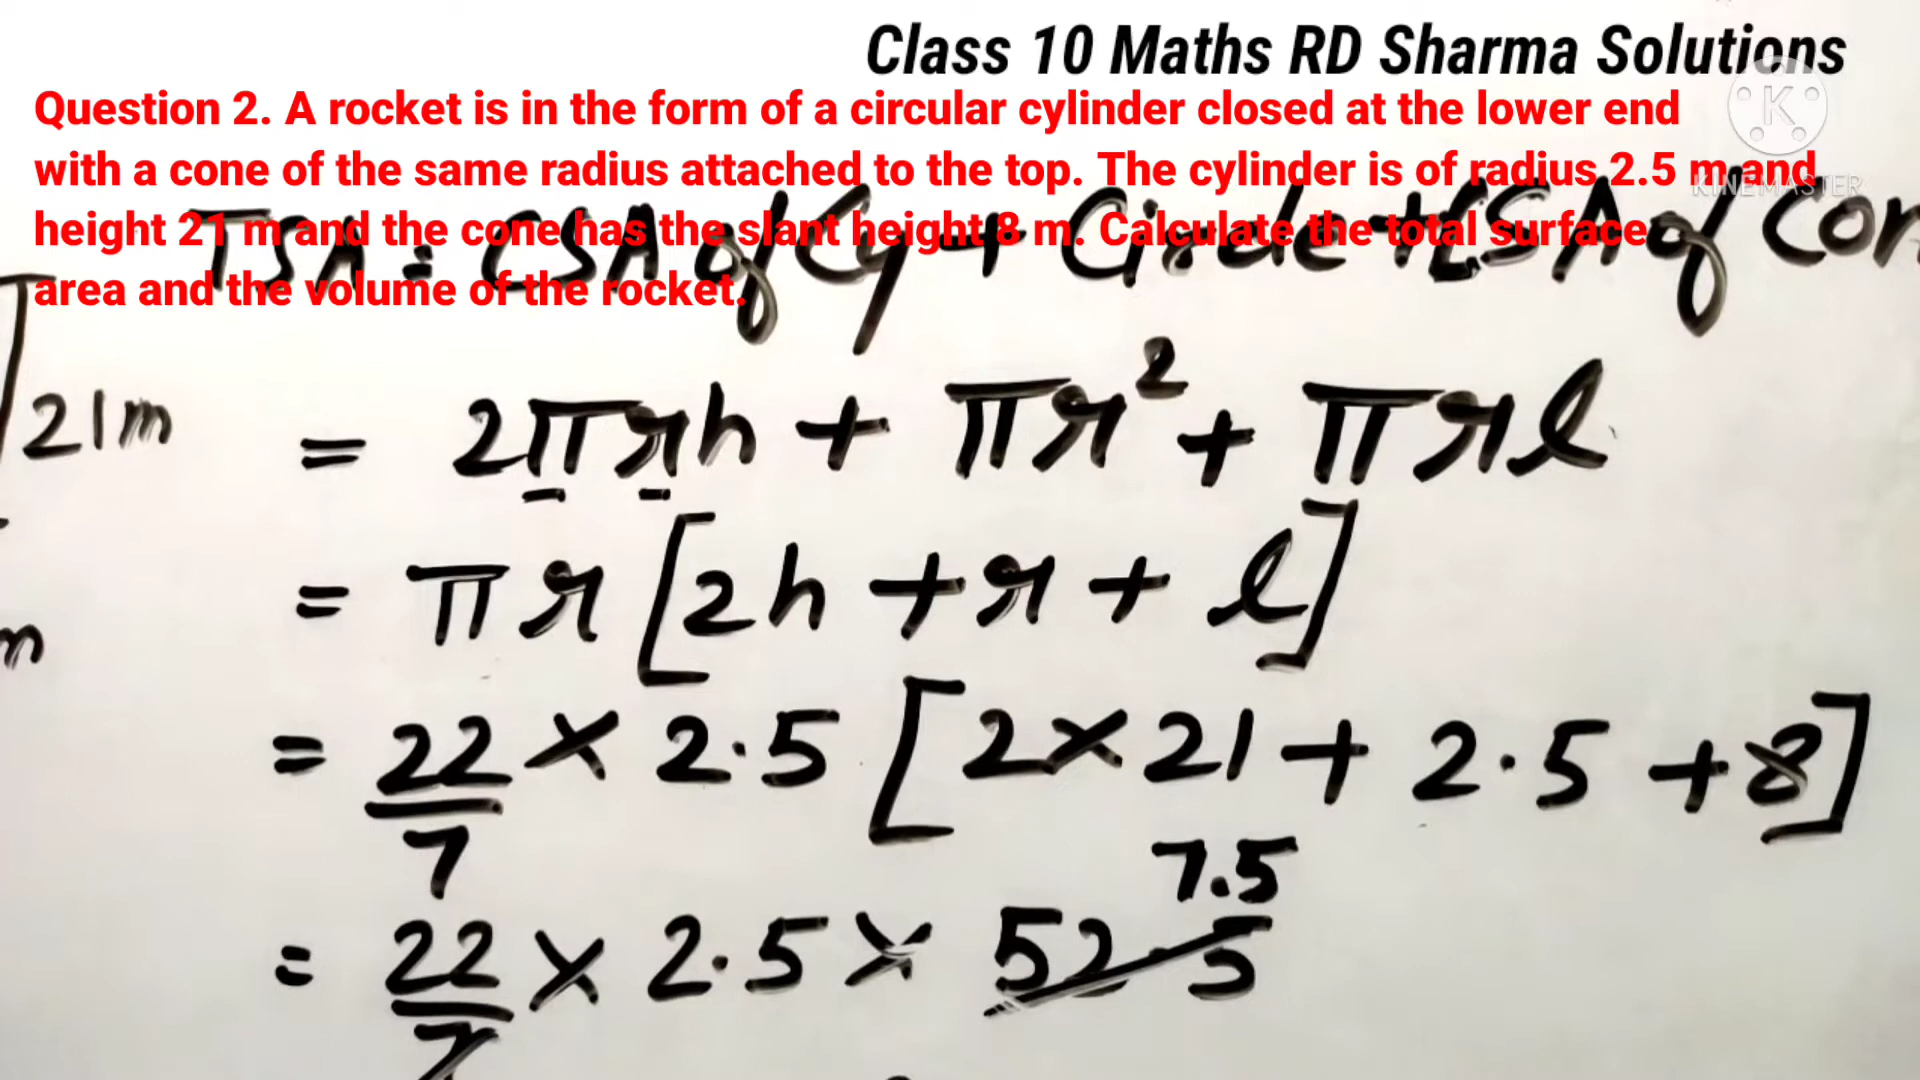 Class 10 Maths RD Sharma Solutions
Question 2. A rocket is in the form of a circular cylinder closed at the lower end
with a cone of the same radius attached to the top. The cylinder is of radius 2.5 m and
KINEMASTER
height 21 m and the cone has the slant height 8 m. Calculate the total surface
area and the volume of the rocket.
TSA = CSA of Cy + Circle + CSA of Con
21m
= 2πrh + πr² + πrl
= πr [2h + r + l]
m
= 22/7 × 2.5 [2×21 + 2.5 + 8]
7.5
= 22/7 × 2.5 × 52.5